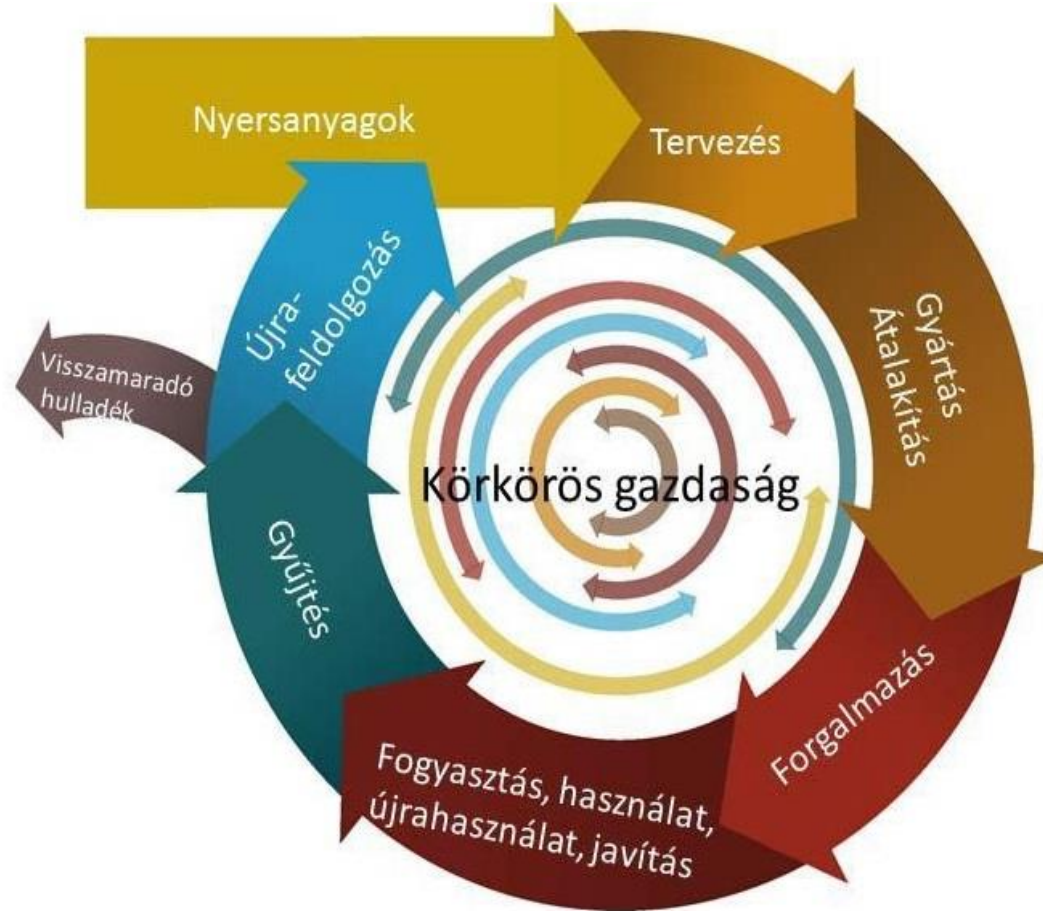 Nyersanyagok
Tervezés
Gyártás
Átalakítás
Forgalmazás
Fogyasztás, használat,
újrahasználat, javítás
Gyűjtés
Újra-
feldolgozás
Visszamaradó
hulladék
Körkörös gazdaság